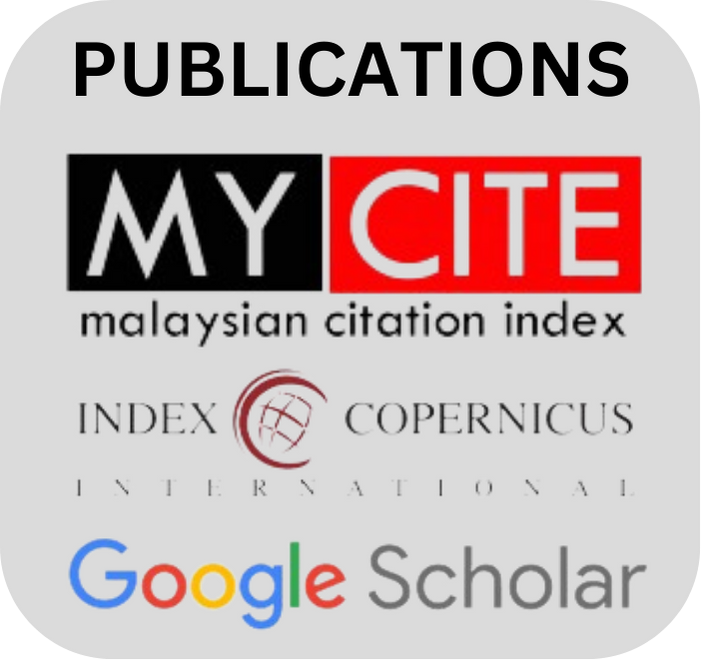 PUBLICATIONS
MY CITE
malaysian citation index
INDEX COPERNICUS
INTERNATIONAL
Google Scholar